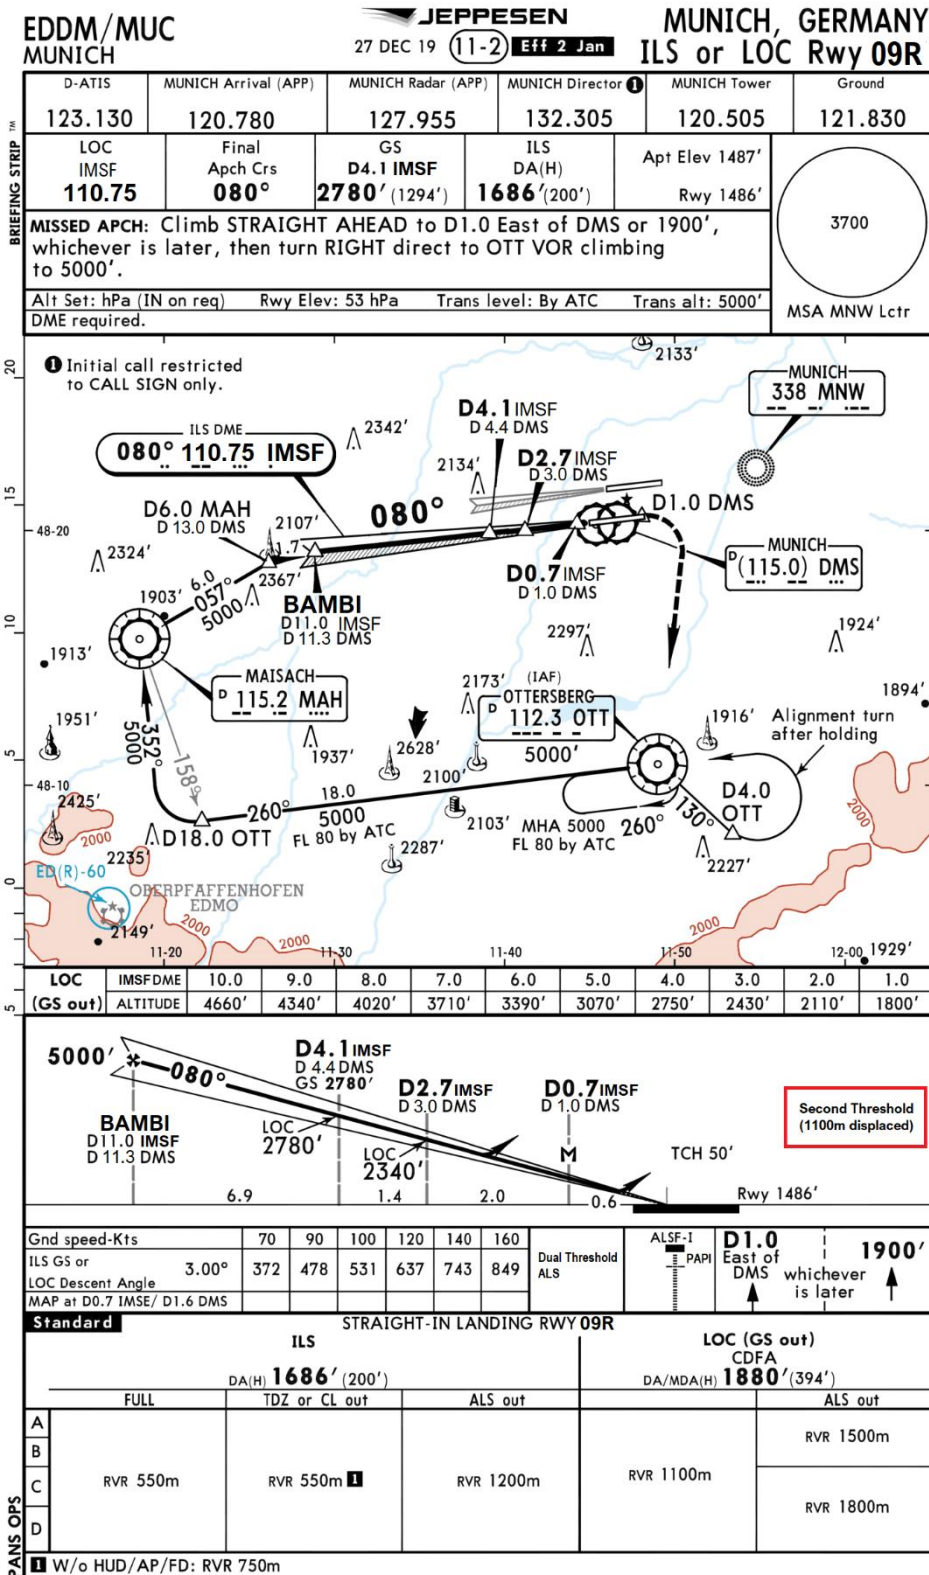 EDDM/MUC
MUNICH
JEPPESEN
27 DEC 19 11-2 Eff 2 Jan
MUNICH, GERMANY
ILS or LOC Rwy 09R
BRIEFING STRIP TM
D-ATIS
123.130
MUNICH Arrival (APP)
120.780
MUNICH Radar (APP)
127.955
MUNICH Director 1
132.305
MUNICH Tower
120.505
Ground
121.830
LOC
IMSF
110.75
Final
Apch Crs
080°
GS
D4.1 IMSF
2780' (1294')
ILS
DA(H)
1686' (200')
Apt Elev 1487'
Rwy 1486'
3700
MSA MNW Lctr
MISSED APCH: Climb STRAIGHT AHEAD to D1.0 East of DMS or 1900',
whichever is later, then turn RIGHT direct to OTT VOR climbing
to 5000'.
Alt Set: hPa (IN on req) Rwy Elev: 53 hPa Trans level: By ATC Trans alt: 5000'
DME required.
1 Initial call restricted
to CALL SIGN only.
2133'
MUNICH
338 MNW
ILS DME
080° 110.75 IMSF
2342'
D4.1 IMSF
D 4.4 DMS
2134'
D2.7 IMSF
D 3.0 DMS
D1.0 DMS
080°
D6.0 MAH
D 13.0 DMS
2107'
1.7
48-20
2324'
2367'
BAMBI
D11.0 IMSF
D 11.3 DMS
D0.7 IMSF
D 1.0 DMS
MUNICH
D (115.0) DMS
6.0
057°
5000
1903'
1913'
2297'
1924'
MAISACH
D 115.2 MAH
2173'
(IAF)
OTTERSBERG
D 112.3 OTT
5000'
1894'
1951'
352°
5000
158°
1937'
2628'
2100'
1916'
Alignment turn
after holding
D4.0
OTT
48-10
2425'
2000
18.0
260°
5000
FL 80 by ATC
D18.0 OTT
2103'
MHA 5000
FL 80 by ATC
260°
130°
2227'
2235'
2287'
2000
ED(R)-60
OBERPFAFFENHOFEN
EDMO
2149'
2000
2000
2000
11-20
11-30
11-40
11-50
12-00
1929'
20
15
10
5
0
5
LOC IMSF DME 10.0 9.0 8.0 7.0 6.0 5.0 4.0 3.0 2.0 1.0
(GS out) ALTITUDE 4660' 4340' 4020' 3710' 3390' 3070' 2750' 2430' 2110' 1800'
5000'
080°
BAMBI
D11.0 IMSF
D 11.3 DMS
D4.1 IMSF
D 4.4 DMS
GS 2780'
LOC
2780'
D2.7 IMSF
D 3.0 DMS
LOC
2340'
D0.7 IMSF
D 1.0 DMS
M
TCH 50'
Second Threshold
(1100m displaced)
6.9 1.4 2.0 0.6
Rwy 1486'
Gnd speed-Kts 70 90 100 120 140 160
ILS GS or
LOC Descent Angle 3.00° 372 478 531 637 743 849
MAP at D0.7 IMSE/ D1.6 DMS
Dual Threshold
ALS
ALSF-I
PAPI
D1.0
East of
DMS
whichever
is later
1900'
Standard STRAIGHT-IN LANDING RWY 09R
ILS
DA(H) 1686' (200')
LOC (GS out)
CDFA
DA/MDA(H) 1880' (394')
FULL TDZ or CL out ALS out ALS out
A
B
C
D
RVR 550m
RVR 550m 1
RVR 1200m
RVR 1100m
RVR 1500m
RVR 1800m
PANS OPS
1 W/o HUD/AP/FD: RVR 750m